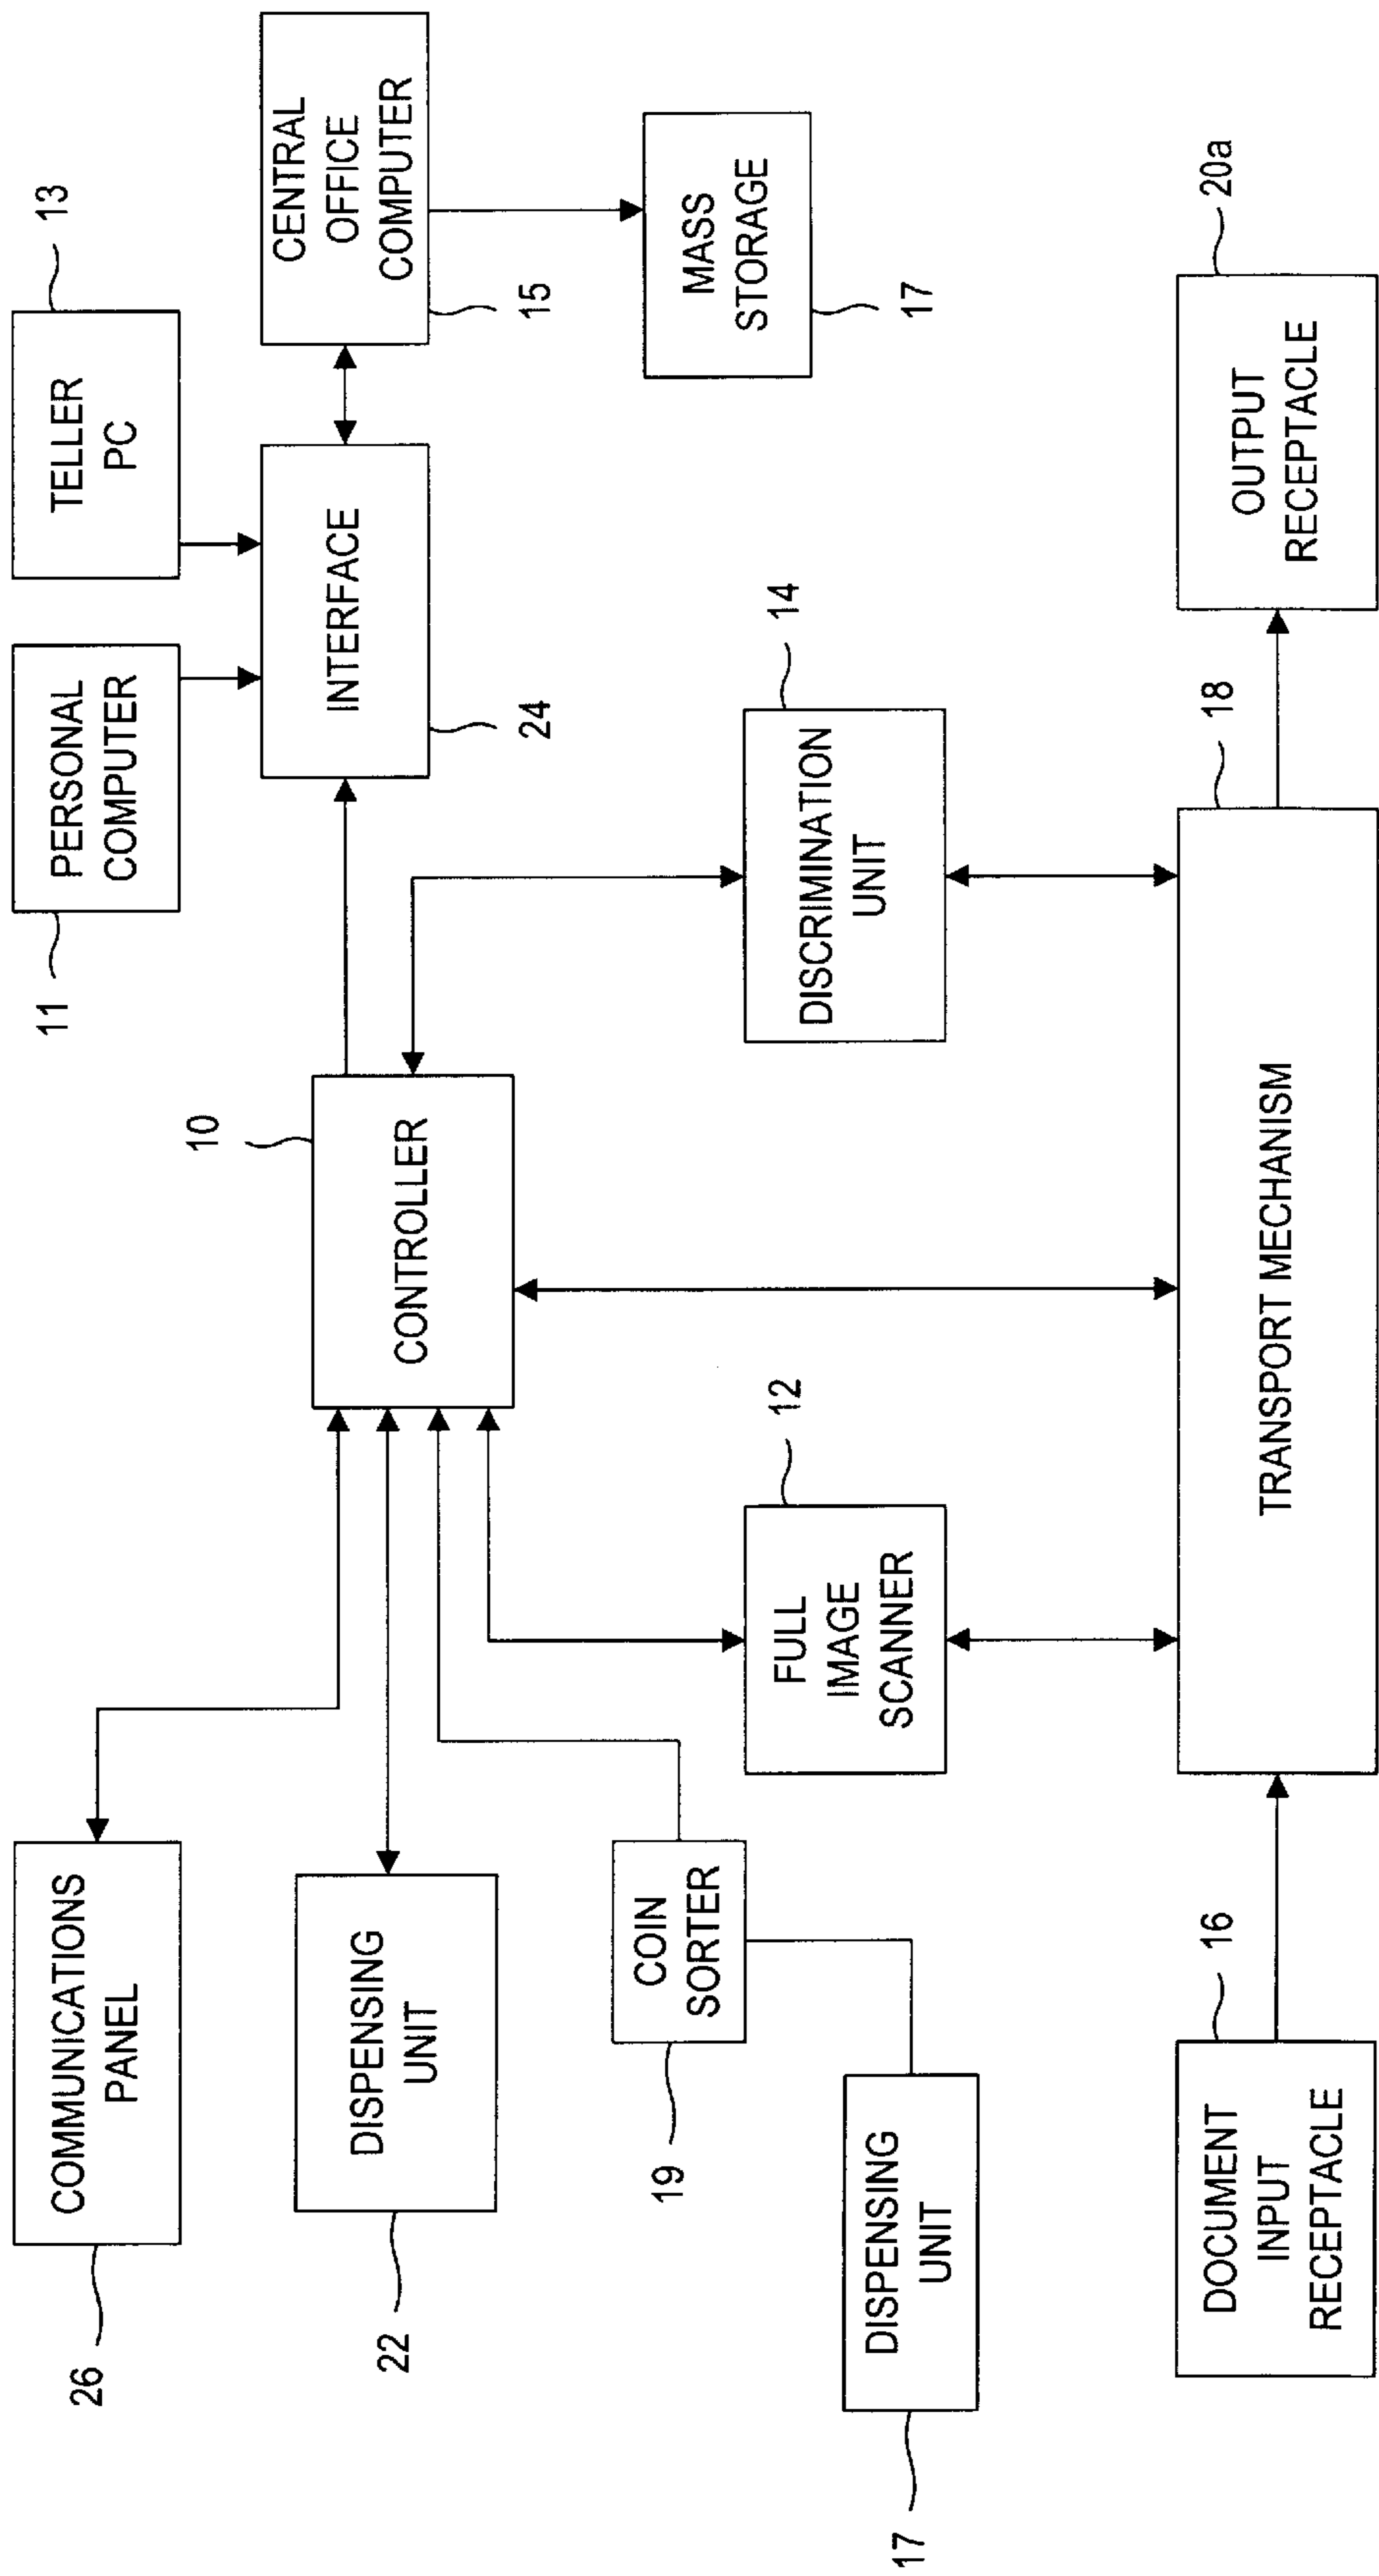 COMMUNICATIONS
PANEL
26
DISPENSING
UNIT
22
COIN
SORTER
19
DISPENSING
UNIT
17
DOCUMENT
INPUT
RECEPTACLE
16
FULL
IMAGE
SCANNER
12
CONTROLLER
10
TRANSPORT MECHANISM
18
DISCRIMINATION
UNIT
14
PERSONAL
COMPUTER
11
TELLER
PC
13
INTERFACE
24
CENTRAL
OFFICE
COMPUTER
15
MASS
STORAGE
17
OUTPUT
RECEPTACLE
20a